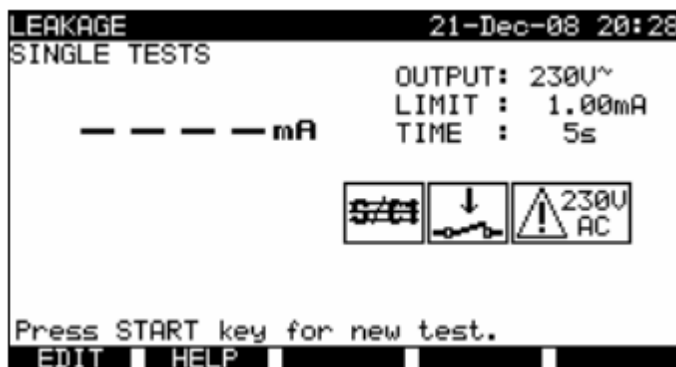 LEAKAGE 21-Dec-08 20:28
SINGLE TESTS
OUTPUT: 230V~
LIMIT : 1.00mA
----mA TIME : 5s
230V
AC
Press START key for new test.
EDIT HELP